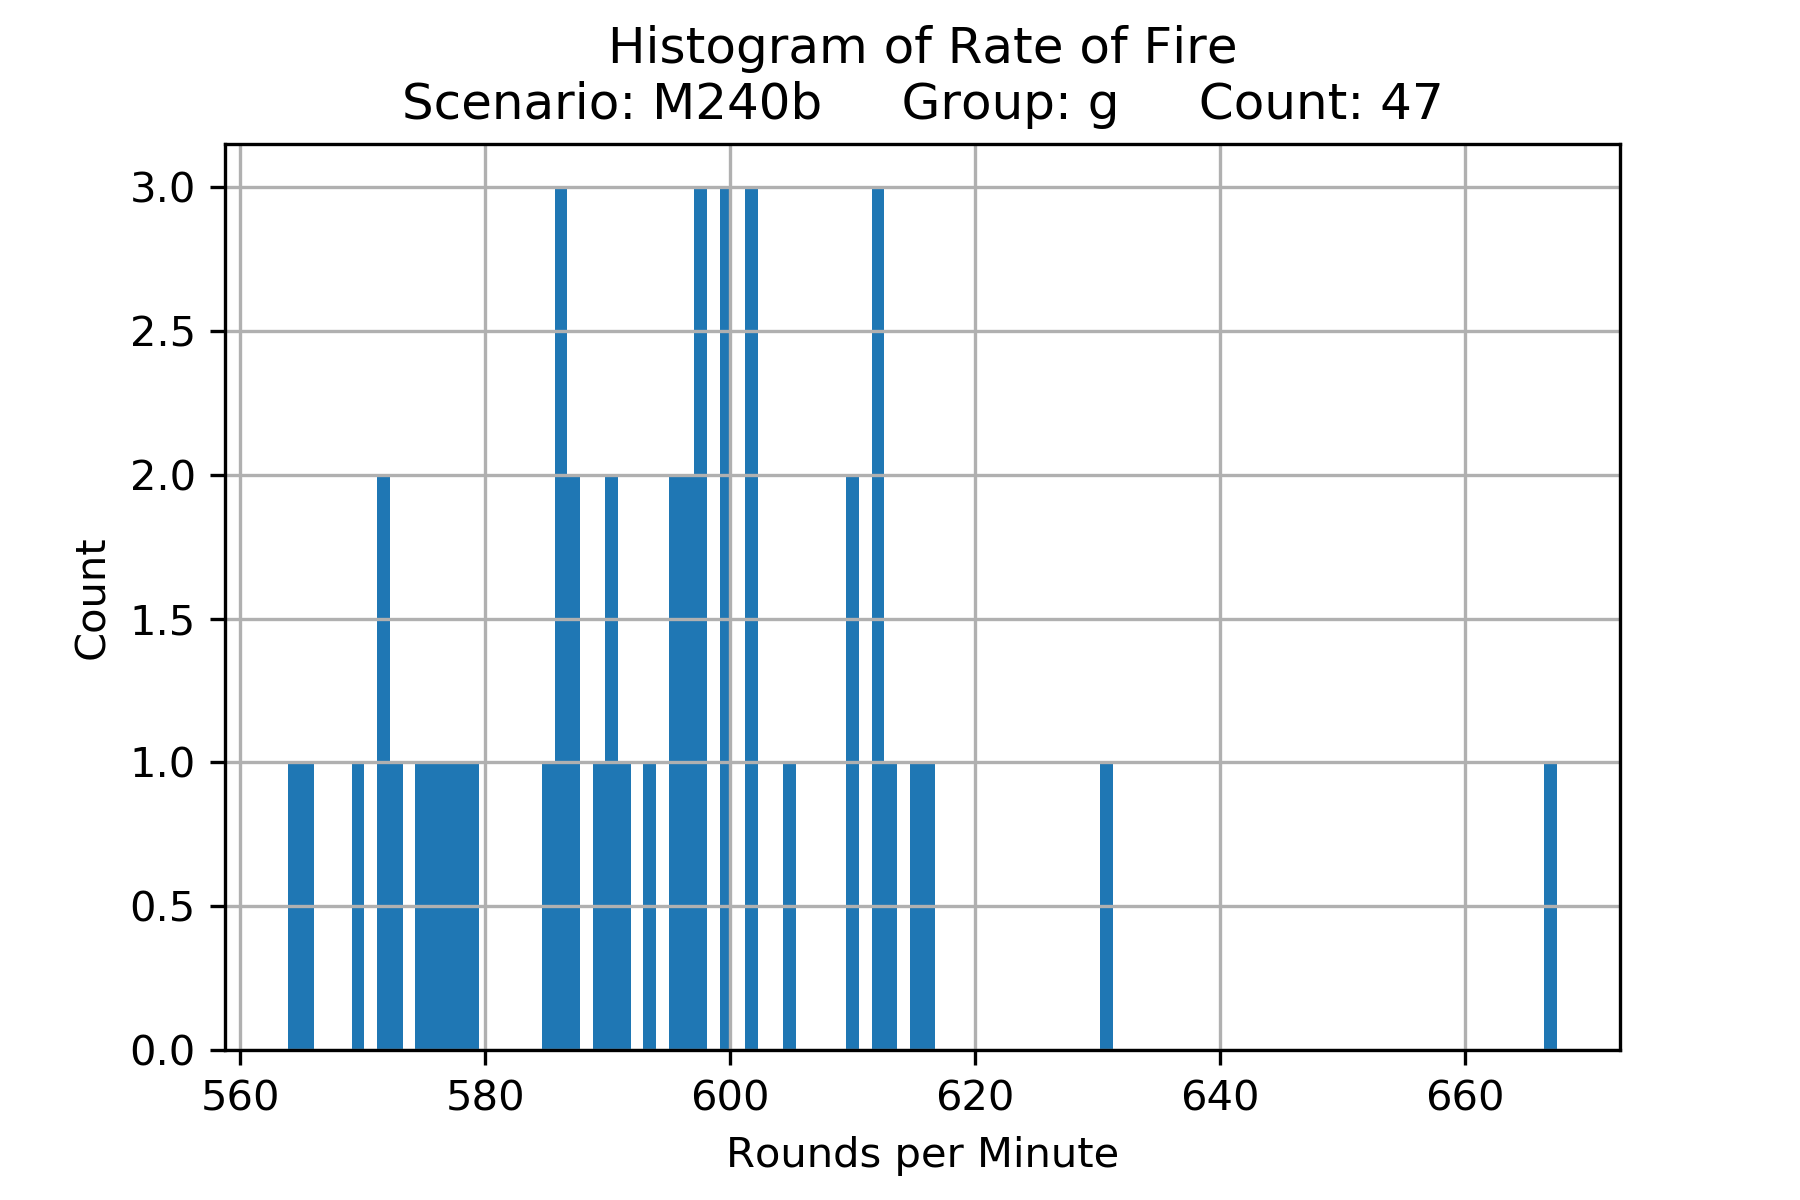 Histogram of Rate of Fire
Scenario: M240b     Group: g     Count: 47
3.0
2.5
2.0
1.5
1.0
0.5
0.0
Count
560 580 600 620 640 660
Rounds per Minute